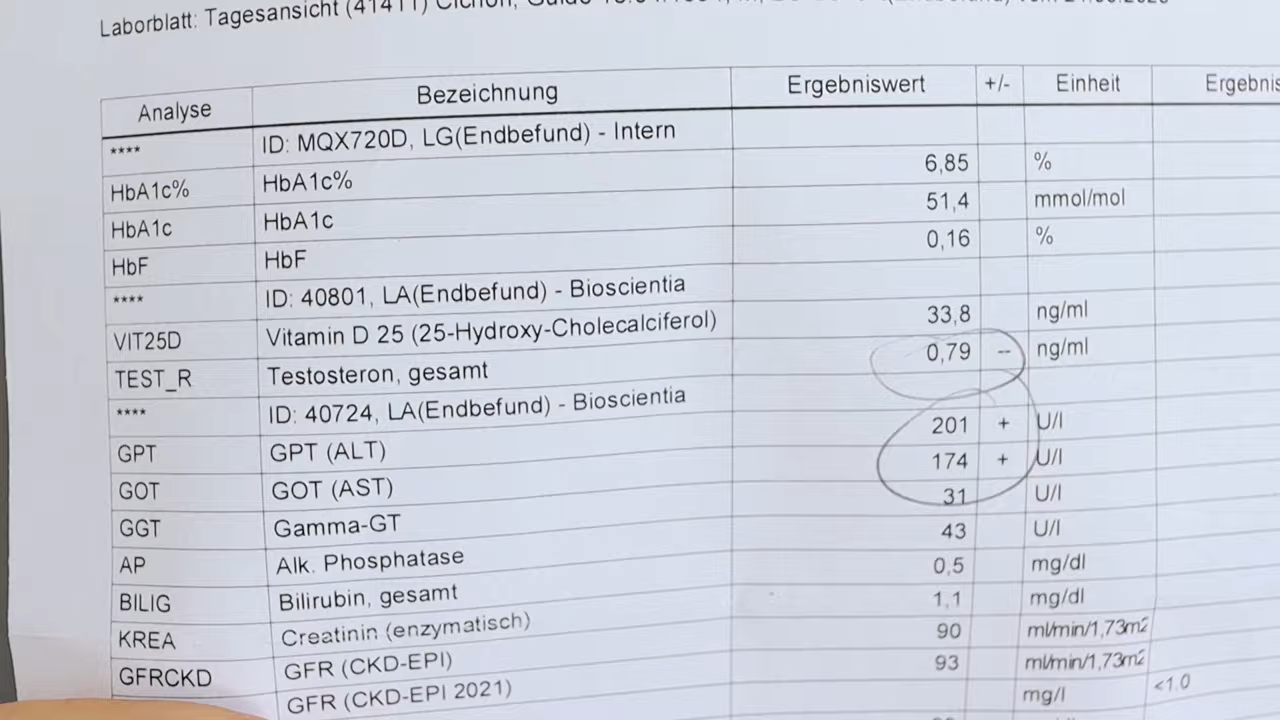 Laborblatt: Tagesansicht (41411) Cichon, Guido
Analyse Bezeichnung Ergebniswert +/- Einheit Ergebnis
**** ID: MQX720D, LG(Endbefund) - Intern
HbA1c% HbA1c% 6,85 %
HbA1c HbA1c 51,4 mmol/mol
HbF HbF 0,16 %
**** ID: 40801, LA(Endbefund) - Bioscientia
VIT25D Vitamin D 25 (25-Hydroxy-Cholecalciferol) 33,8 ng/ml
TEST_R Testosteron, gesamt 0,79 -- ng/ml
**** ID: 40724, LA(Endbefund) - Bioscientia
GPT GPT (ALT) 201 + U/l
GOT GOT (AST) 174 + U/l
GGT Gamma-GT 31 U/l
AP Alk. Phosphatase 43 U/l
BILIG Bilirubin, gesamt 0,5 mg/dl
KREA Creatinin (enzymatisch) 1,1 mg/dl
GFRCKD GFR (CKD-EPI) 90 ml/min/1,73m2
GFR (CKD-EPI 2021) 93 ml/min/1,73m2
mg/l <1.0